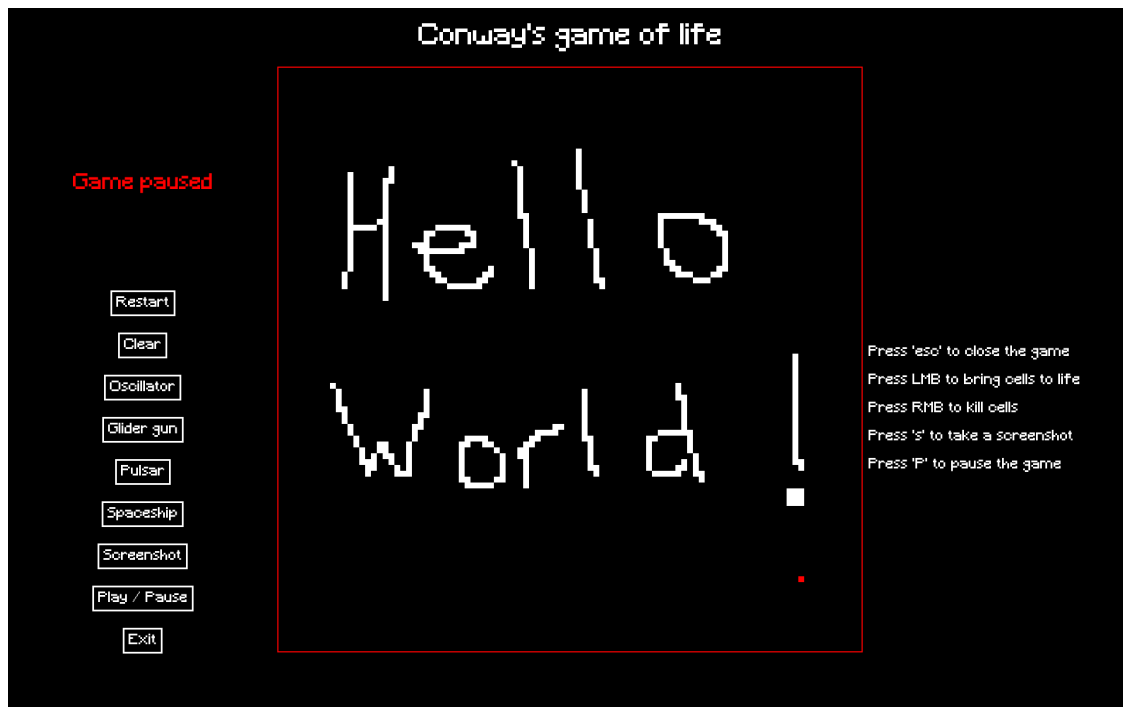 Conway's game of life
Game paused
Hello
World!
Restart
Clear
Oscillator
Glider gun
Pulsar
Spaceship
Screenshot
Play / Pause
Exit
Press 'esc' to close the game
Press LMB to bring cells to life
Press RMB to kill cells
Press 's' to take a screenshot
Press 'P' to pause the game